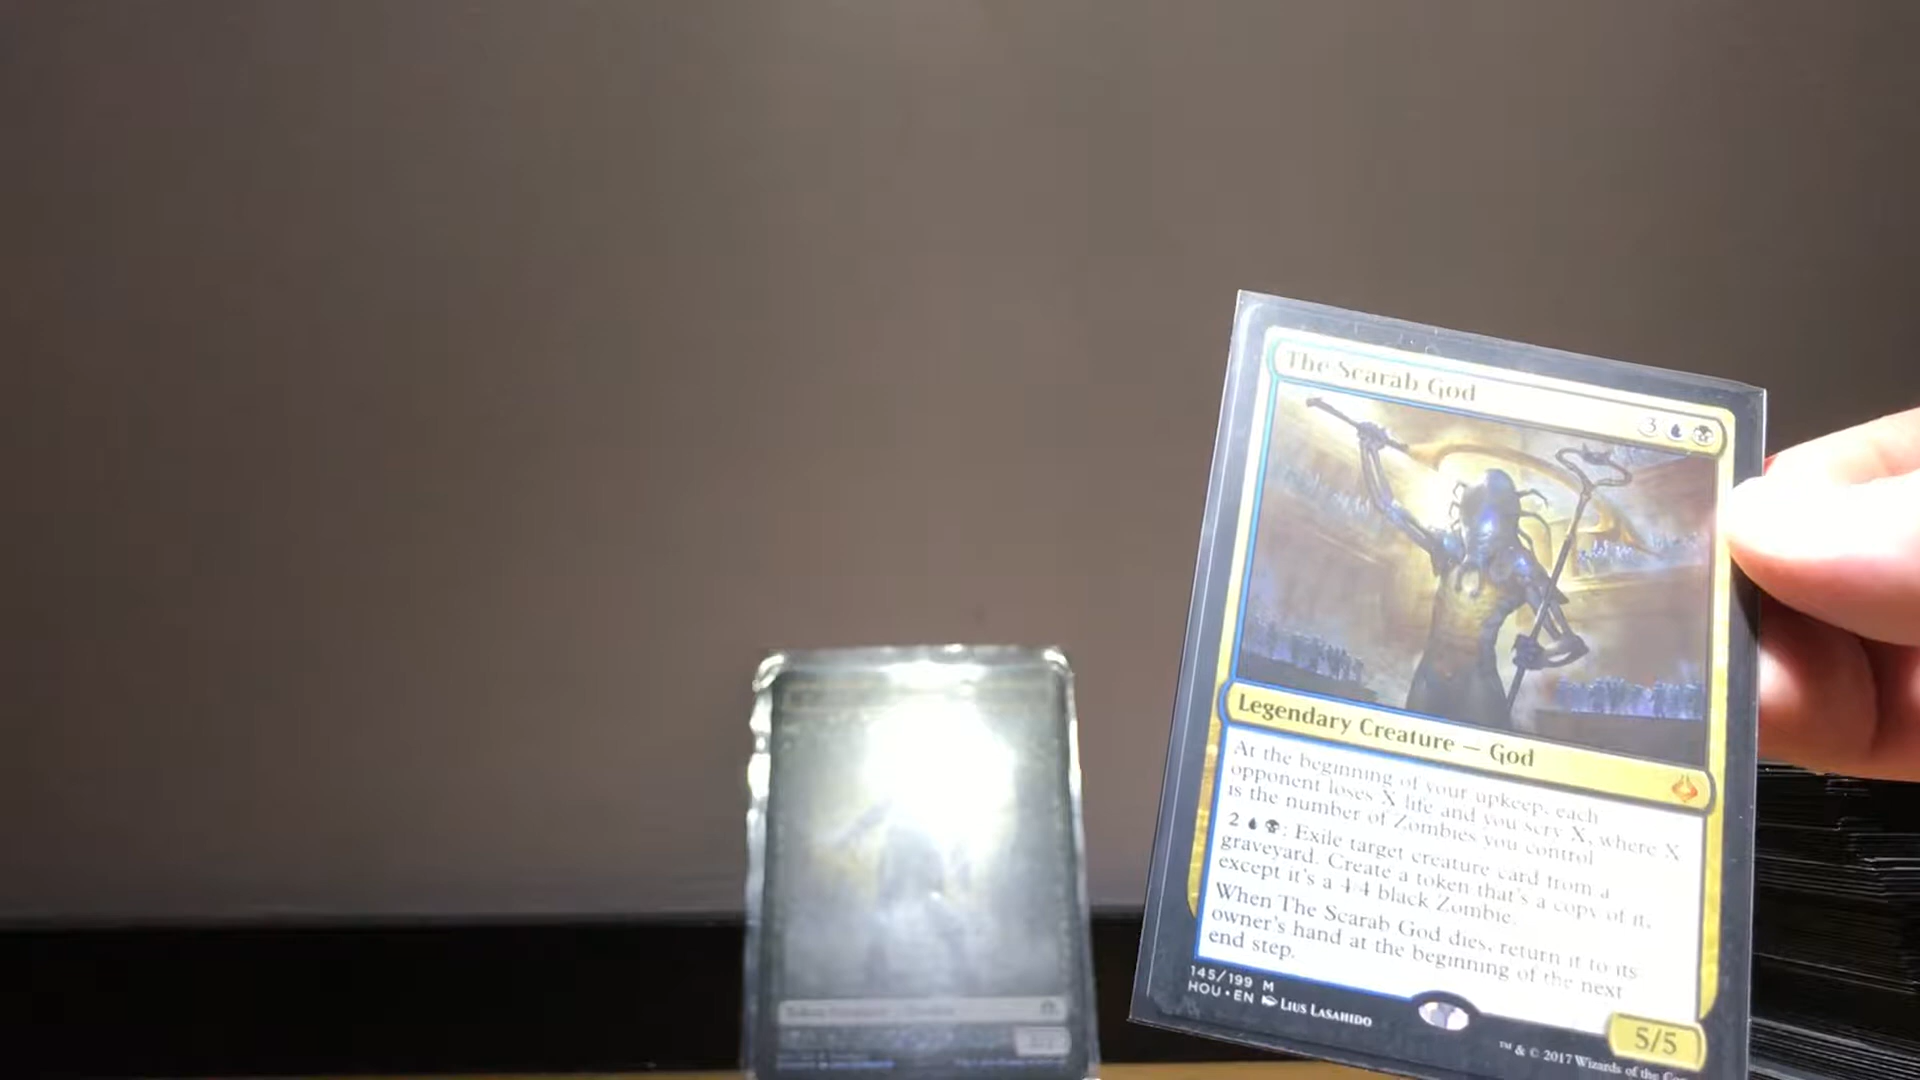 The Scarab God
3
Legendary Creature — God
At the beginning of your upkeep, each
opponent loses X life and you scry X, where X
is the number of Zombies you control
2 : Exile target creature card from a
graveyard. Create a token that's a copy of it,
except it's a 4/4 black Zombie.
When The Scarab God dies, return it to its
owner's hand at the beginning of the next
end step.
145/199 M
HOU • EN LIUS LASAHIDO
5/5
™ & © 2017 Wizards of the